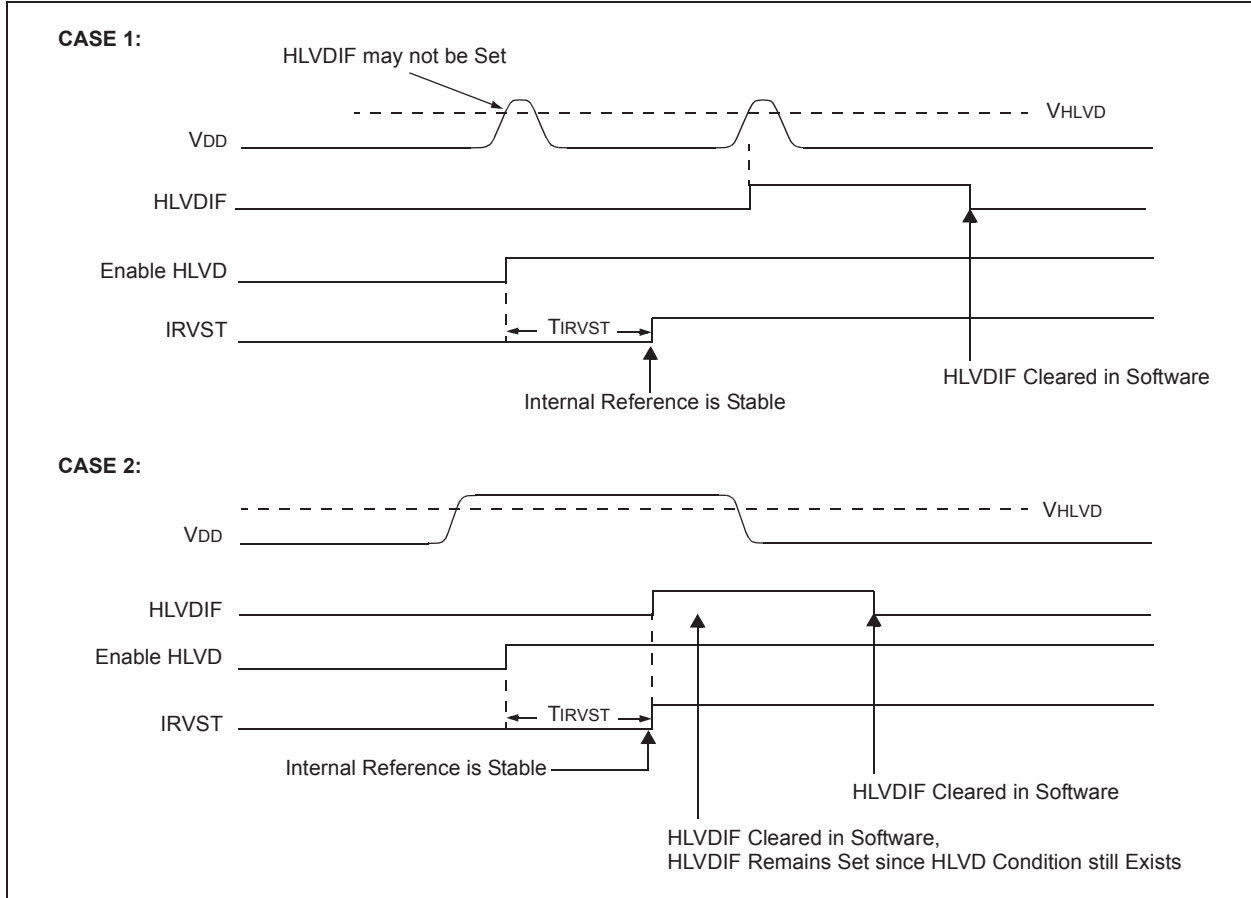 CASE 1:
HLVDIF may not be Set
VHLVD
VDD
HLVDIF
Enable HLVD
TIRVST
IRVST
HLVDIF Cleared in Software
Internal Reference is Stable
CASE 2:
VHLVD
VDD
HLVDIF
Enable HLVD
TIRVST
IRVST
Internal Reference is Stable
HLVDIF Cleared in Software
HLVDIF Cleared in Software,
HLVDIF Remains Set since HLVD Condition still Exists